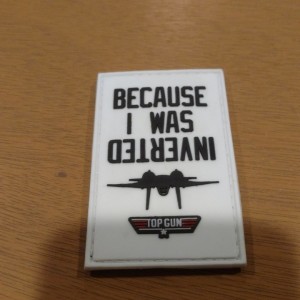 BECAUSE
I WAS
INVERTED
TOP GUN